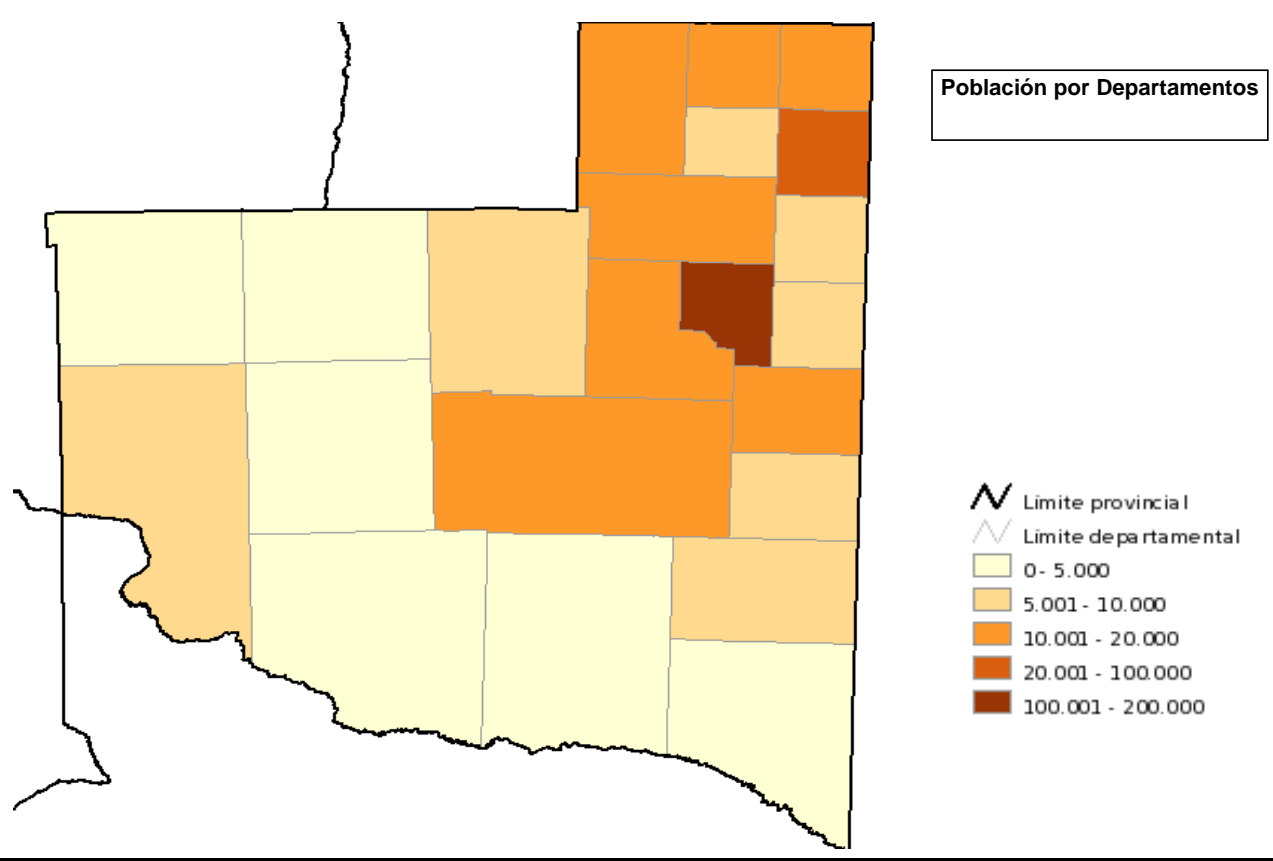 Población por Departamentos
Límite provincial
Límite departamental
0 - 5.000
5.001 - 10.000
10.001 - 20.000
20.001 - 100.000
100.001 - 200.000